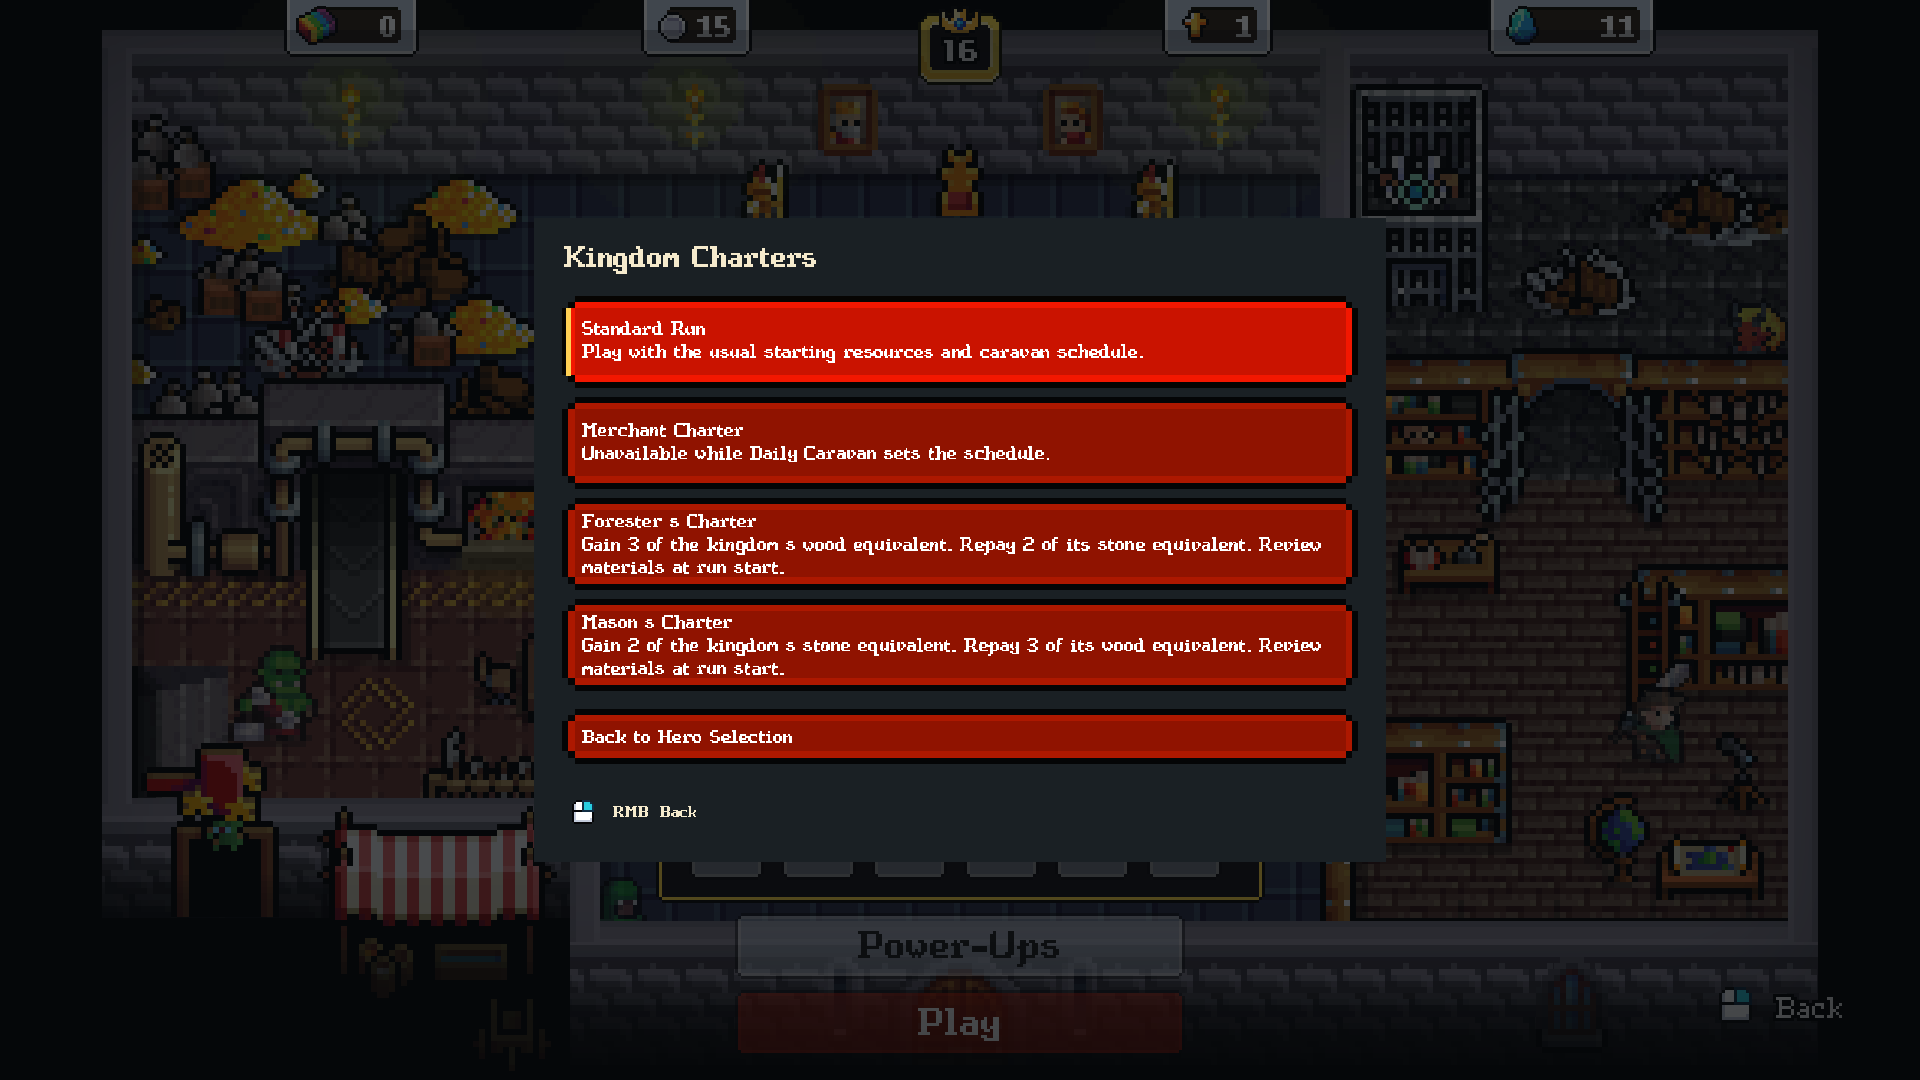 0
15
16
1
11
Kingdom Charters
Standard Run
Play with the usual starting resources and caravan schedule.
Merchant Charter
Unavailable while Daily Caravan sets the schedule.
Forester s Charter
Gain 3 of the kingdom s wood equivalent. Repay 2 of its stone equivalent. Review
materials at run start.
Mason s Charter
Gain 2 of the kingdom s stone equivalent. Repay 3 of its wood equivalent. Review
materials at run start.
Back to Hero Selection
RMB Back
Power-Ups
Play
Back